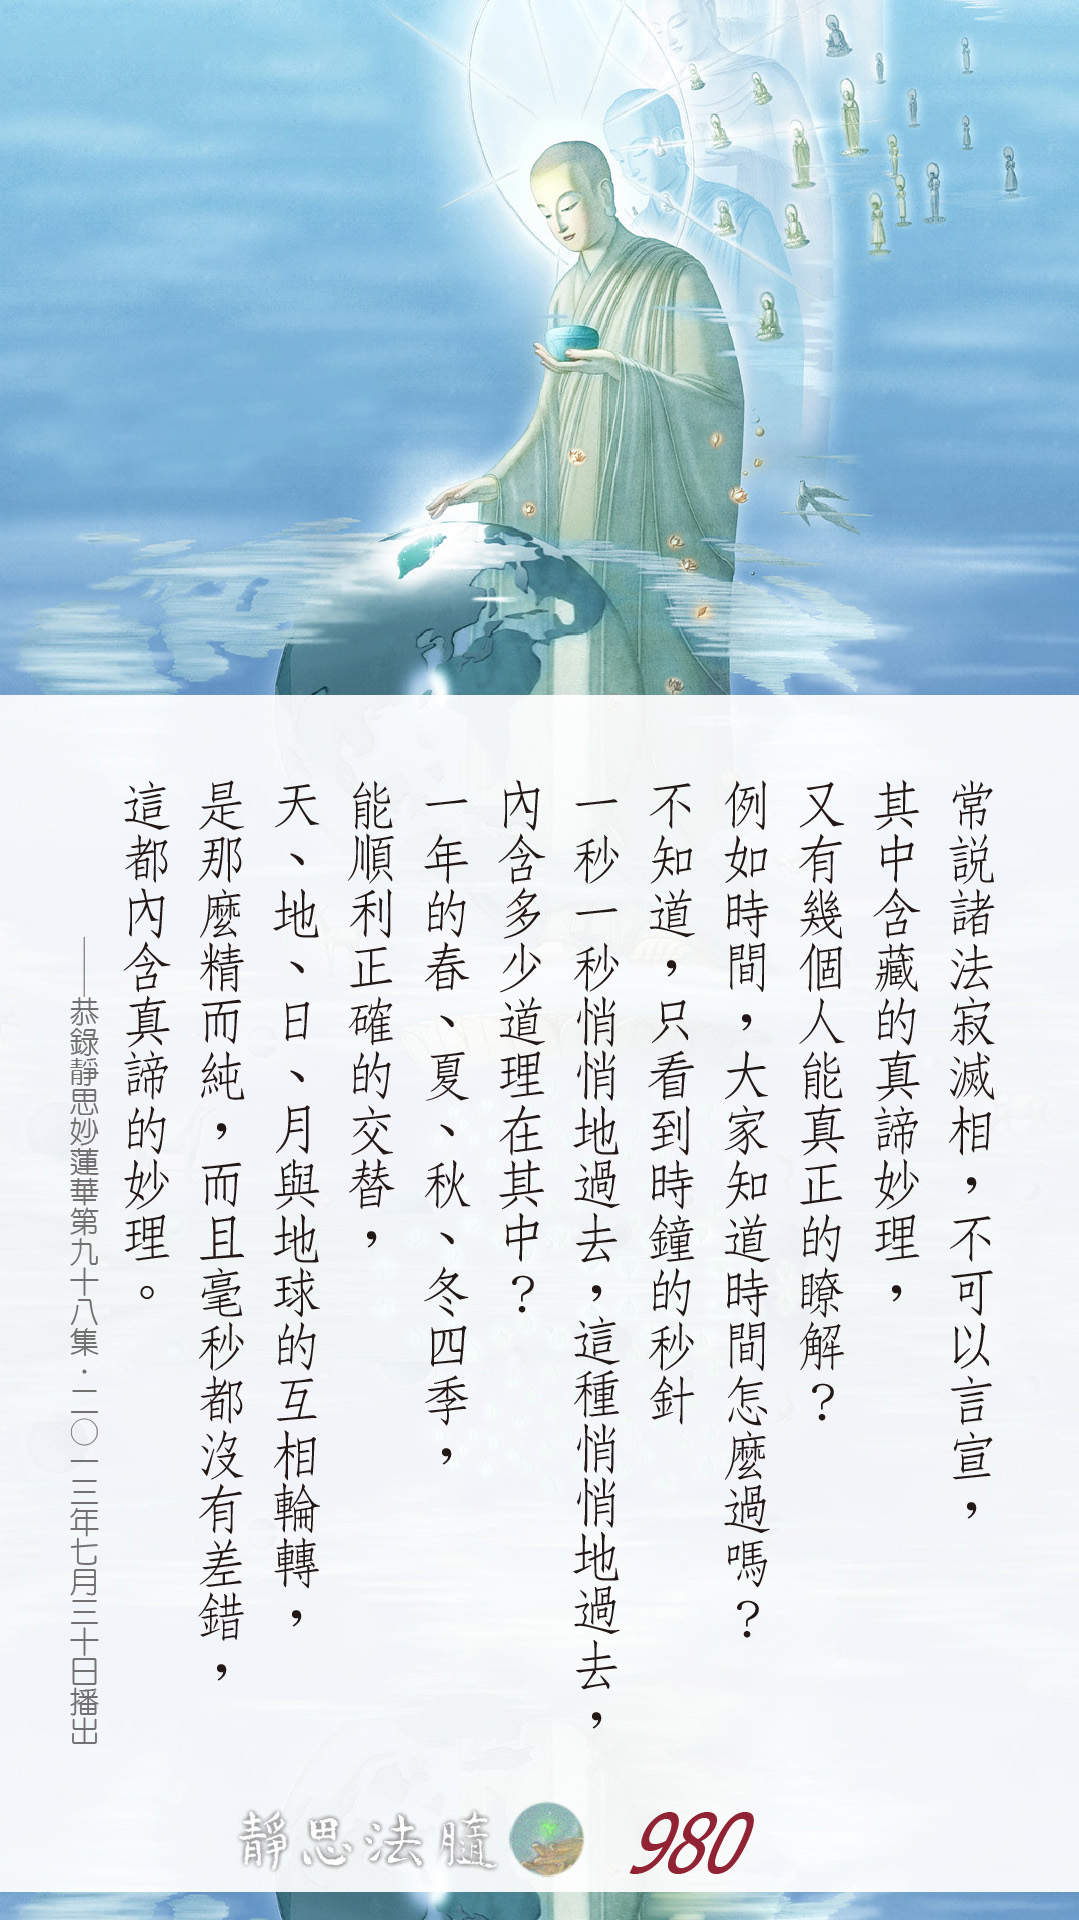 常說諸法寂滅相，不可以言宣，
其中含藏的真諦妙理，
又有幾個人能真正的瞭解？
例如時間，大家知道時間怎麼過嗎？
不知道，只看到時鐘的秒針
一秒一秒悄悄地過去，這種悄悄地過去，
內含多少道理在其中？
一年的春、夏、秋、冬四季，
能順利正確的交替，
天、地、日、月與地球的互相輪轉，
是那麼精而純，而且毫秒都沒有差錯，
這都內含真諦的妙理。
——恭錄靜思妙蓮華第九十八集．二〇一三年七月三十日播出
靜思法髓
980